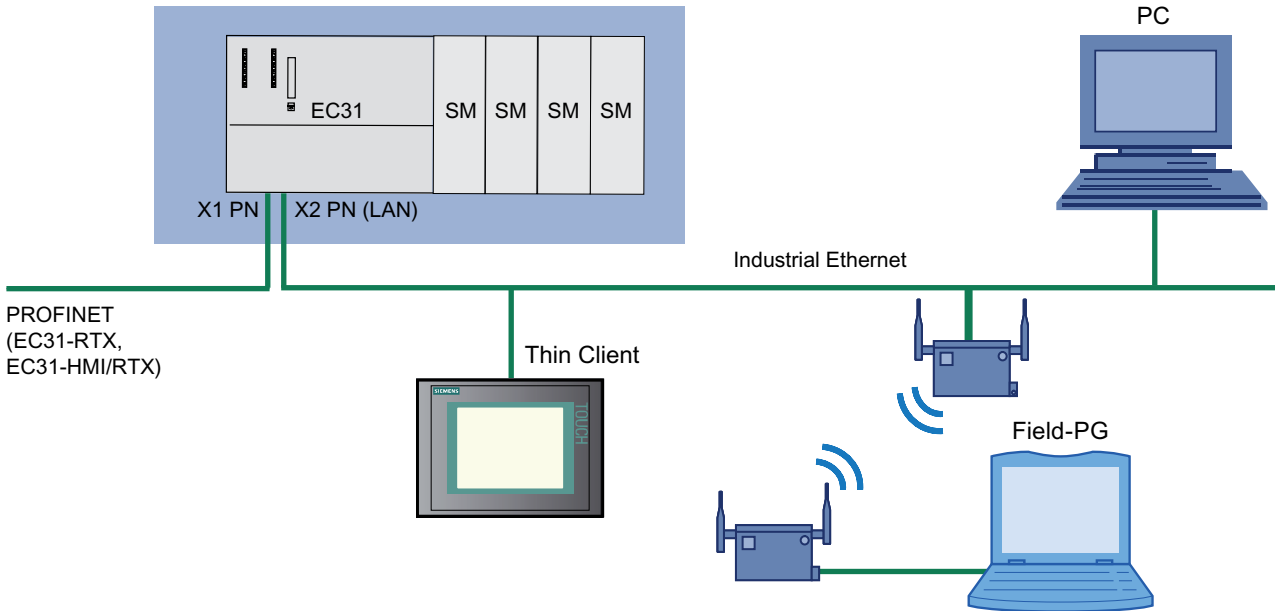 PC
EC31
SM
SM
SM
SM
X1 PN
X2 PN (LAN)
Industrial Ethernet
PROFINET
(EC31-RTX,
EC31-HMI/RTX)
Thin Client
SIEMENS
TOUCH
Field-PG